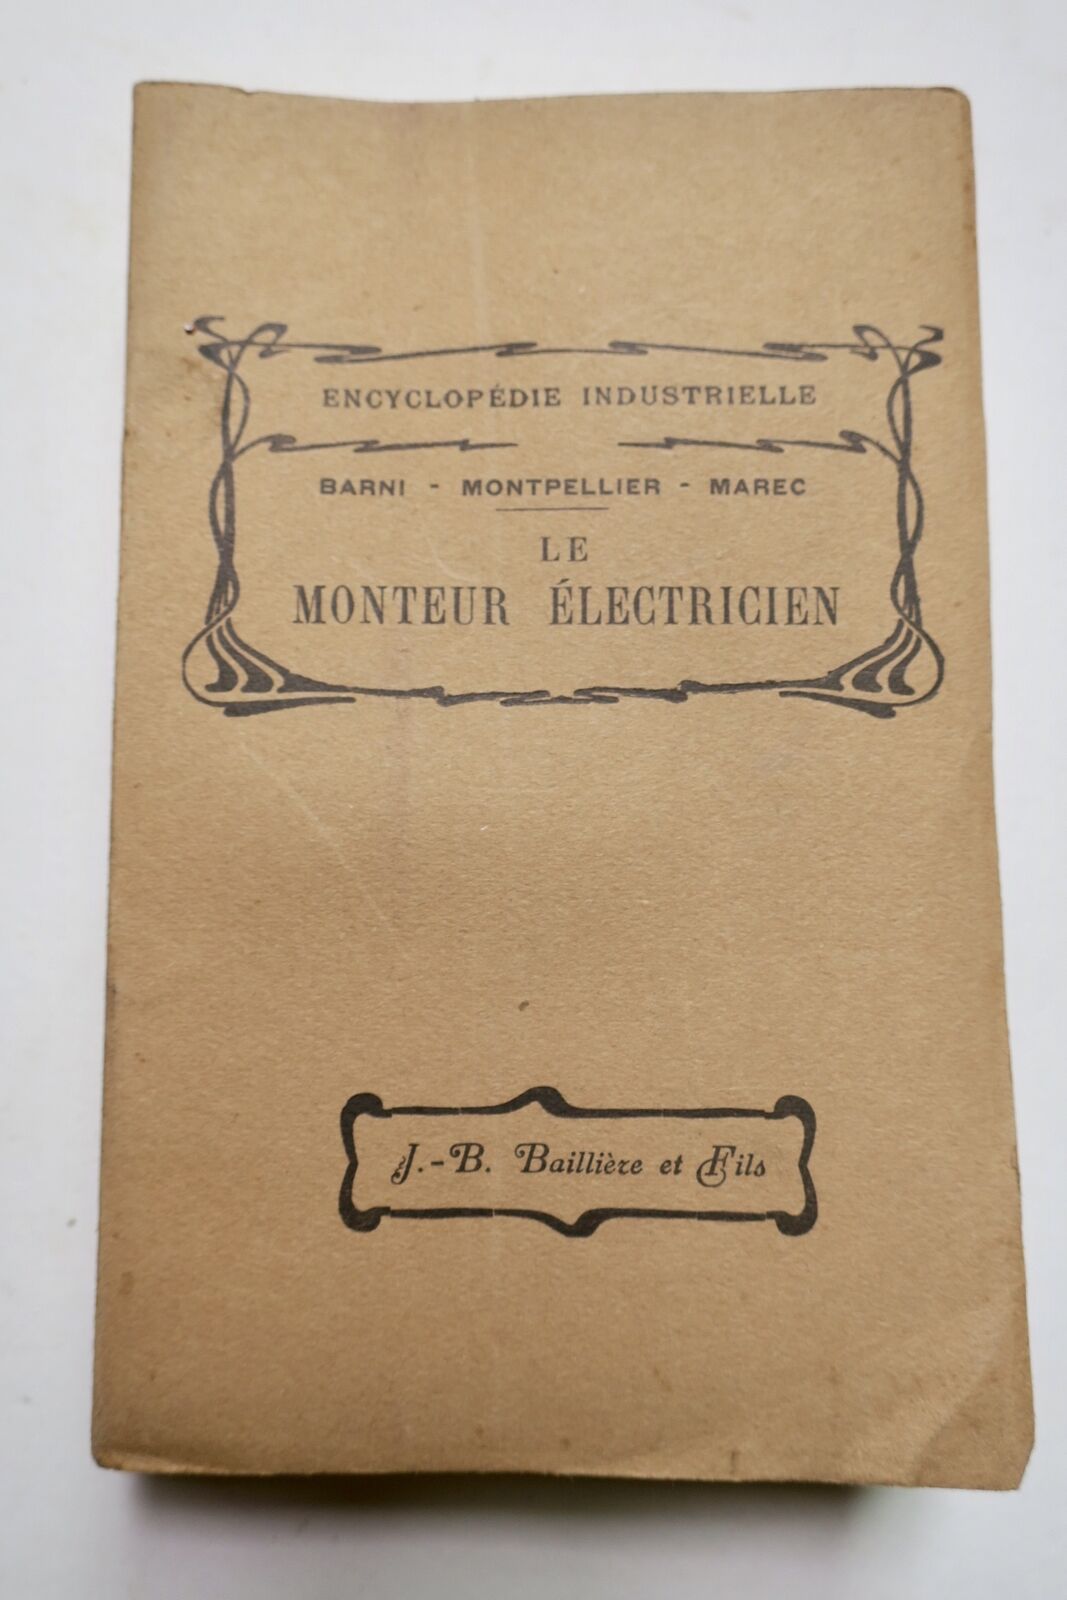 ENCYCLOPÉDIE INDUSTRIELLE
BARNI - MONTPELLIER - MAREC
LE
MONTEUR ÉLECTRICIEN
J.-B. Baillière et Fils